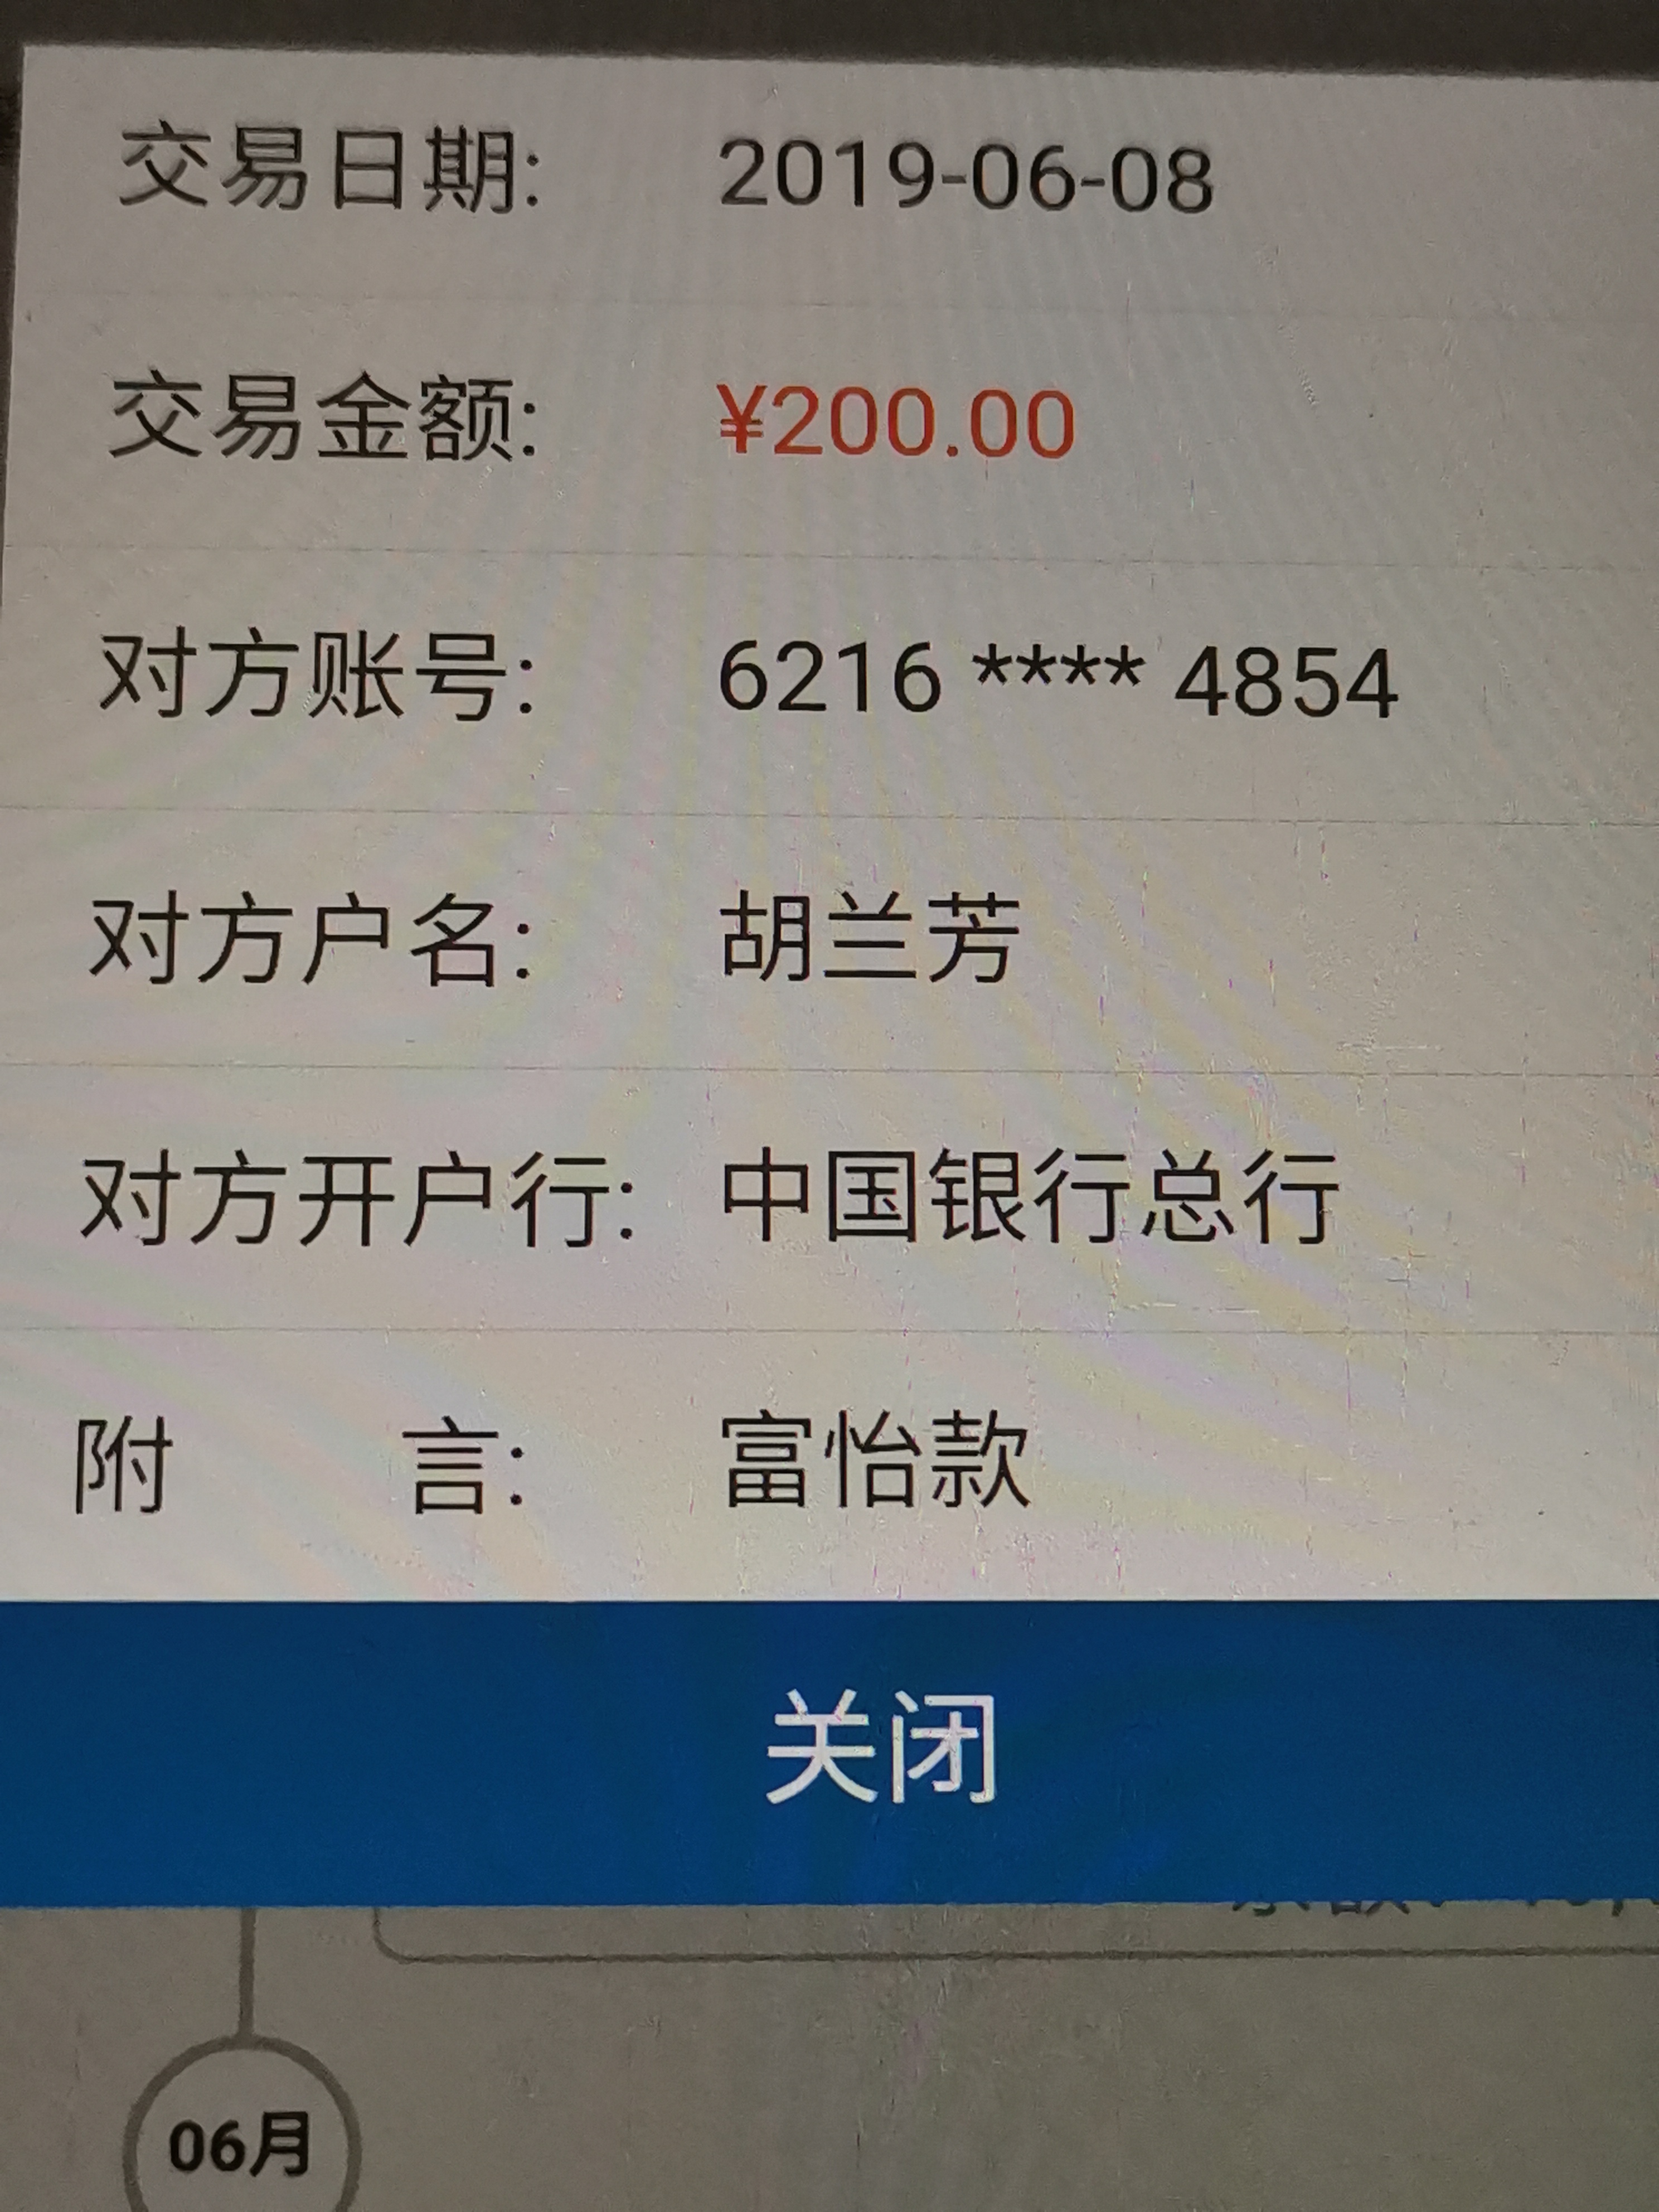 交易日期: 2019-06-08
交易金额: ¥200.00
对方账号: 6216 **** 4854
对方户名: 胡兰芳
对方开户行: 中国银行总行
附 言: 富怡款
关闭
06月